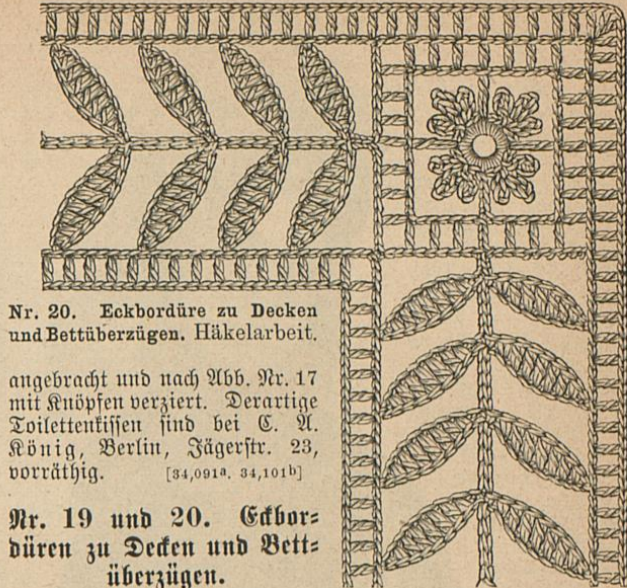 Nr. 20. Eckbordüre zu Decken
und Bettüberzügen. Häkelarbeit.
angebracht und nach Abb. Nr. 17
mit Knöpfen verziert. Derartige
Toilettenkissen sind bei C. A.
König, Berlin, Jägerstr. 23,
vorräthig. [34,091a. 34,101b]
Nr. 19 und 20. Eckbor-
düren zu Decken und Bett-
überzügen.